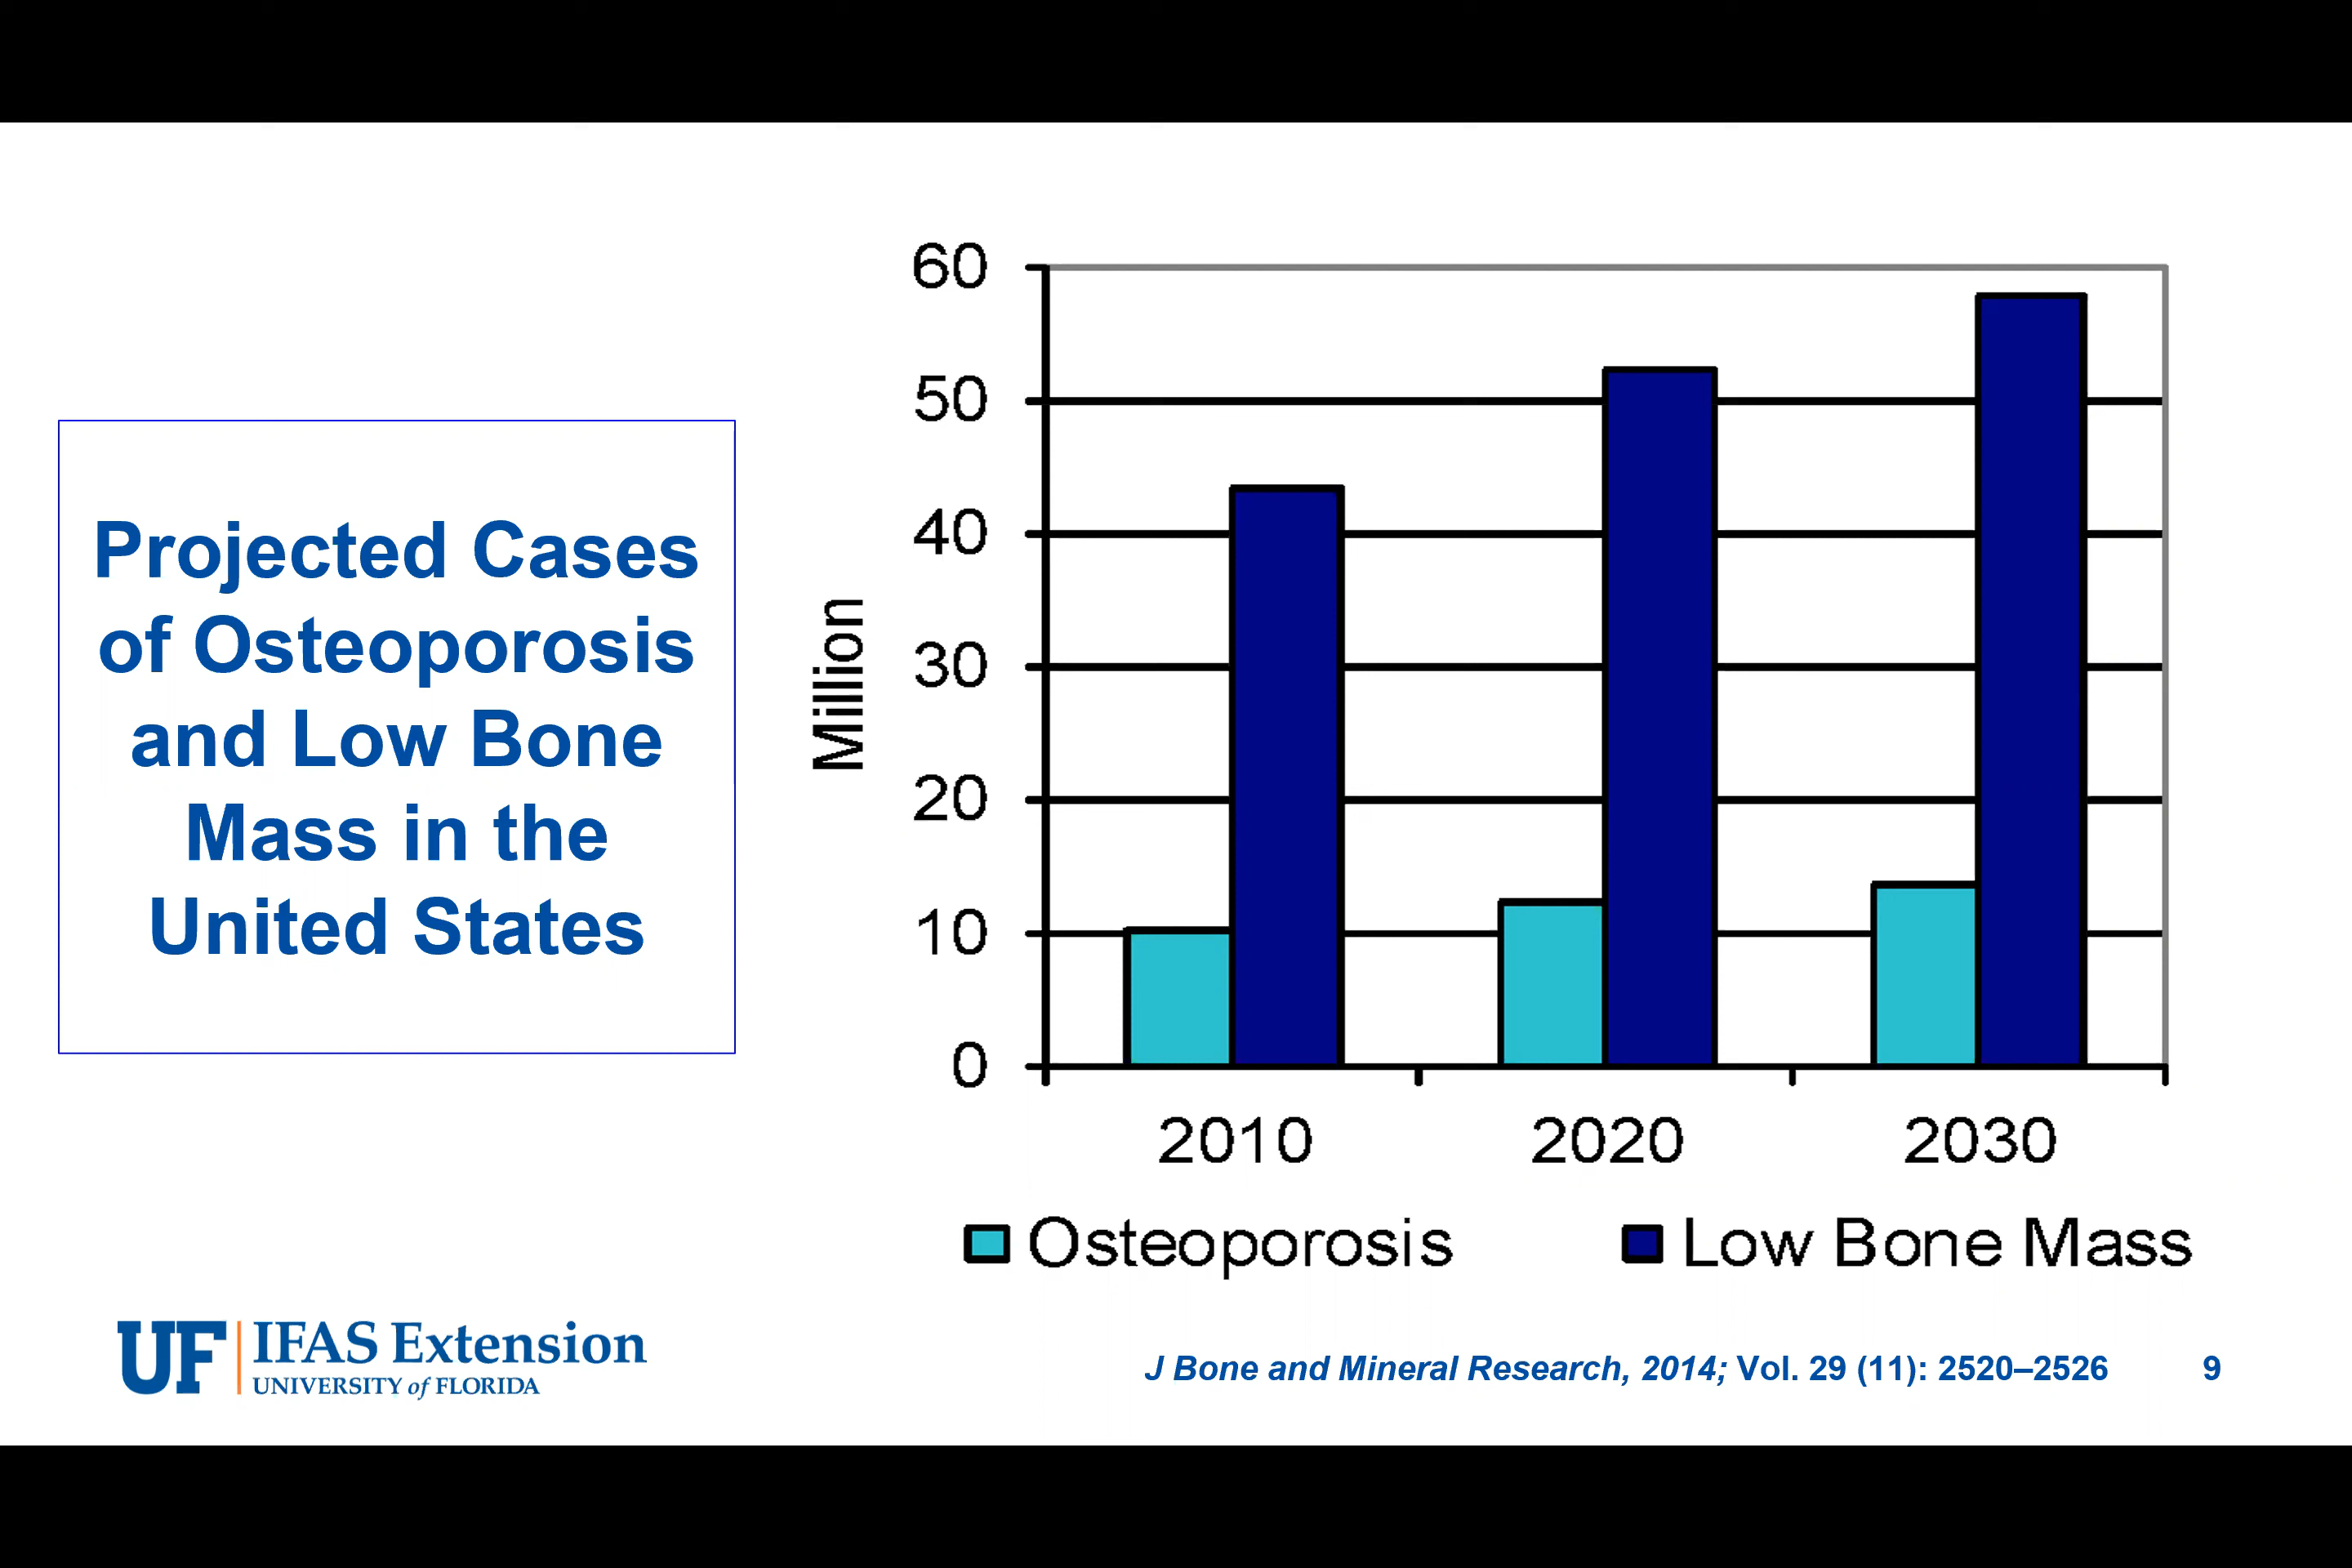 Projected Cases
of Osteoporosis
and Low Bone
Mass in the
United States
Million
60
50
40
30
20
10
0
2010 2020 2030
Osteoporosis Low Bone Mass
UF IFAS Extension
UNIVERSITY of FLORIDA
J Bone and Mineral Research, 2014; Vol. 29 (11): 2520–2526 9